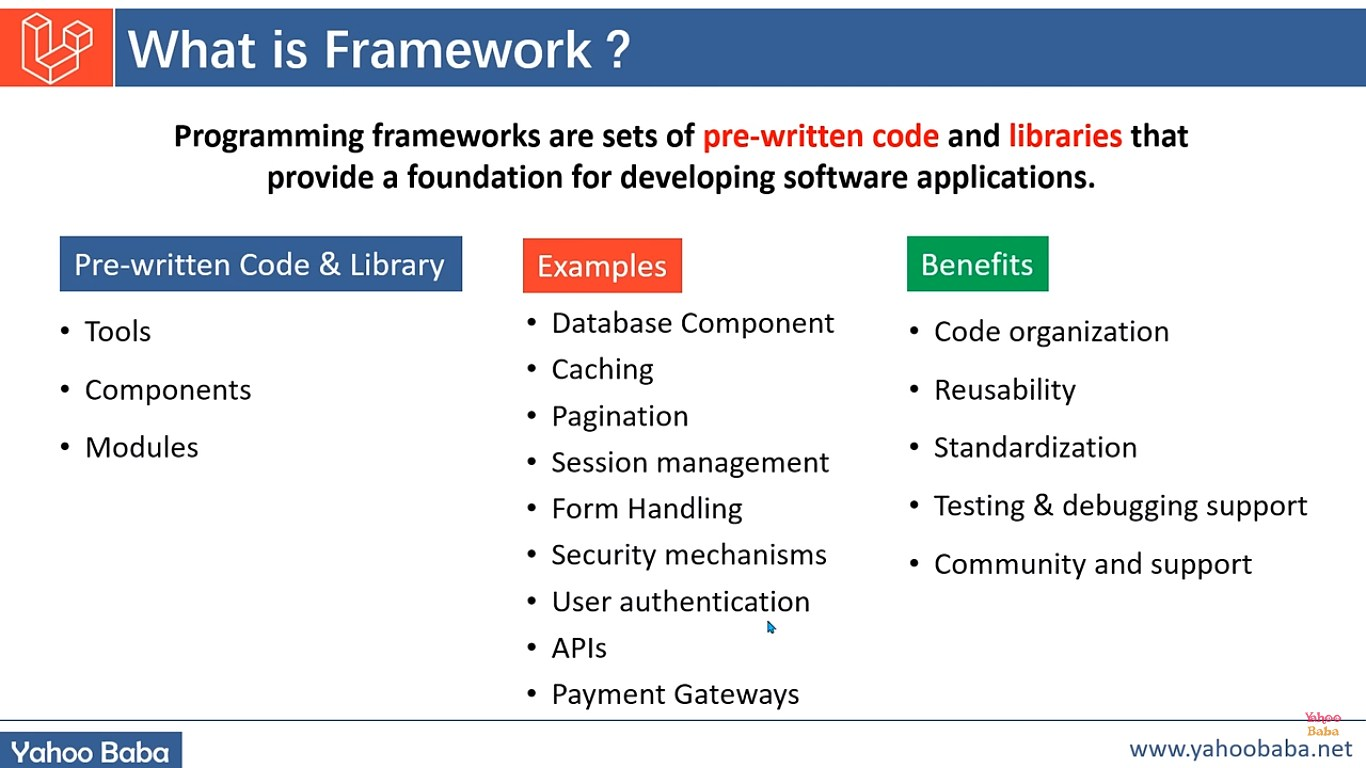 What is Framework ?
Programming frameworks are sets of pre-written code and libraries that
provide a foundation for developing software applications.
Pre-written Code & Library
• Tools
• Components
• Modules
Examples
• Database Component
• Caching
• Pagination
• Session management
• Form Handling
• Security mechanisms
• User authentication
• APIs
• Payment Gateways
Benefits
• Code organization
• Reusability
• Standardization
• Testing & debugging support
• Community and support
Yahoo
Baba
Yahoo Baba
www.yahoobaba.net